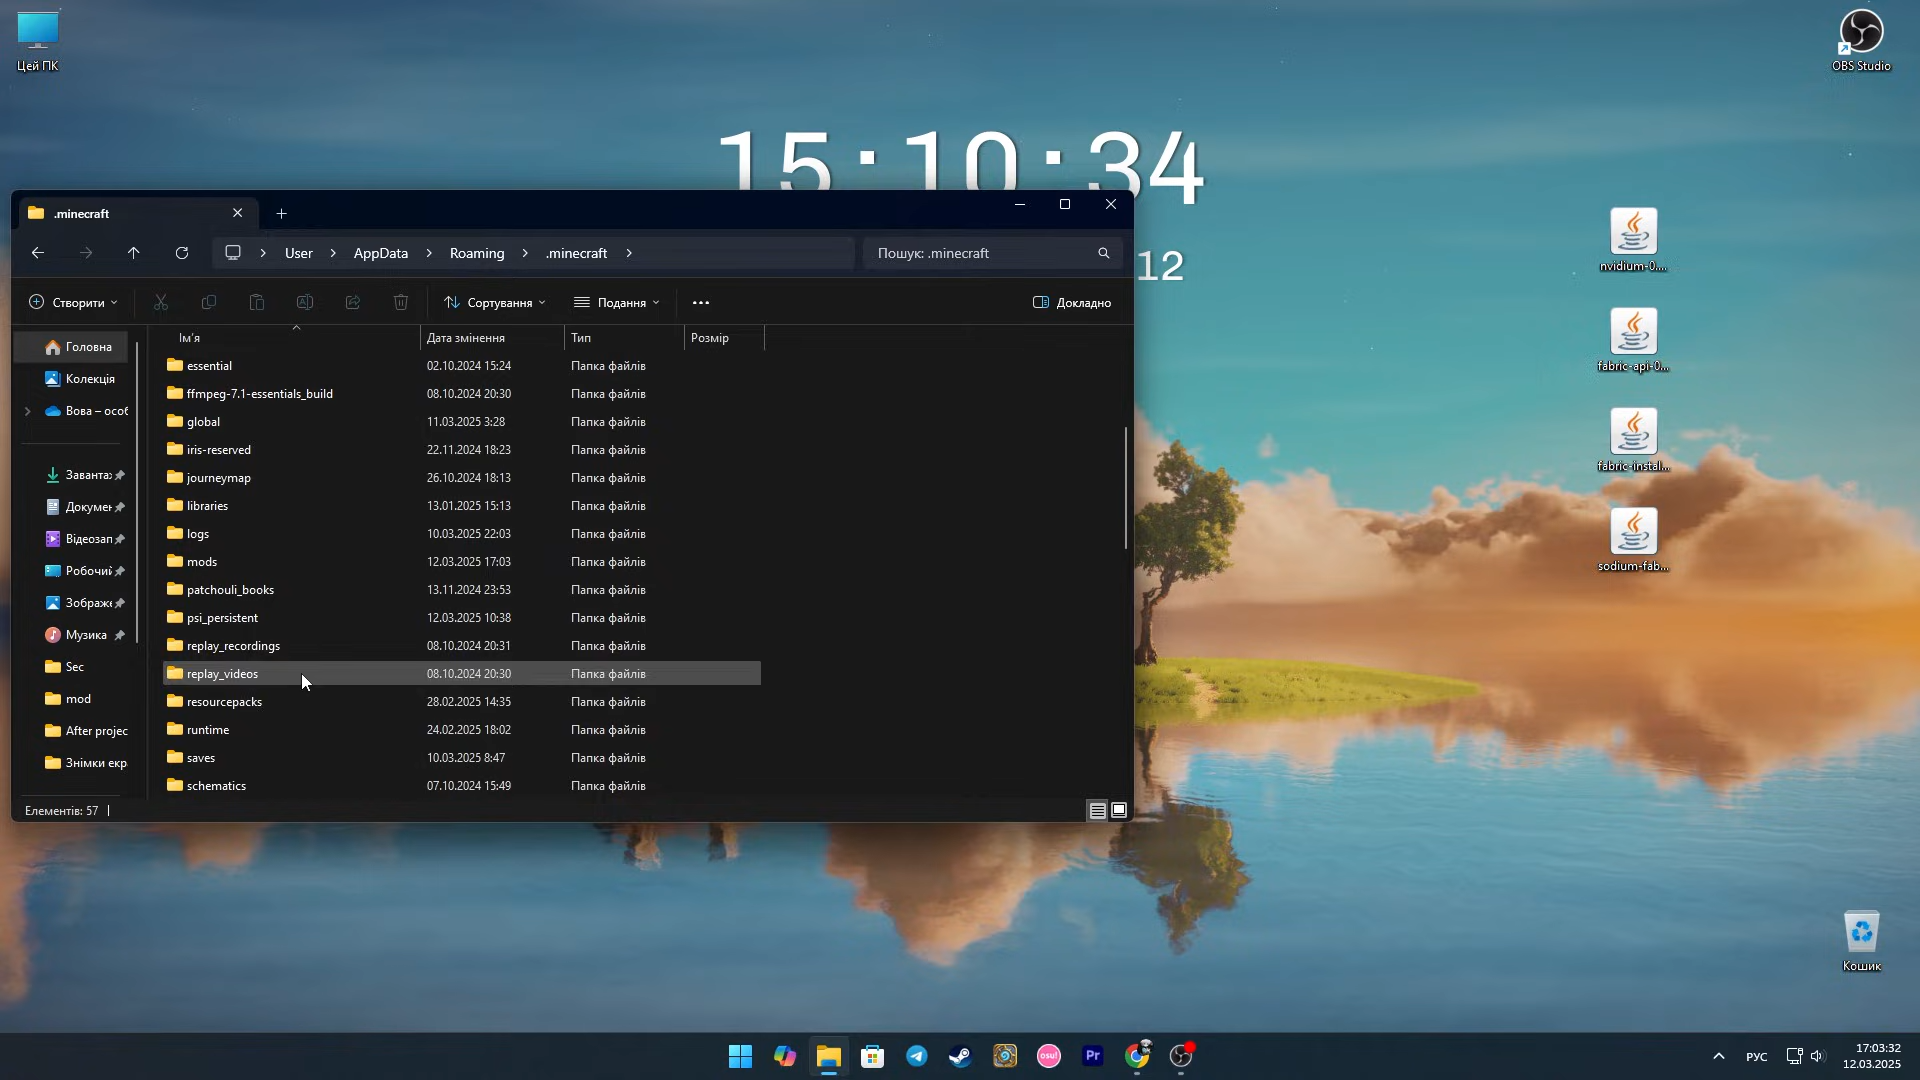 Цей ПК
OBS Studio
15:10:34
12
.minecraft
User
AppData
Roaming
.minecraft
Пошук: .minecraft
Створити
Сортування
Подання
Докладно
Ім'я
Дата змінення
Тип
Розмір
Головна
Колекція
Вова – особ
Заванта
Докумен
Відеозап
Робочий
Зображе
Музика
Sec
mod
After projec
Знімки екр
essential 02.10.2024 15:24 Папка файлів
ffmpeg-7.1-essentials_build 08.10.2024 20:30 Папка файлів
global 11.03.2025 3:28 Папка файлів
iris-reserved 22.11.2024 18:23 Папка файлів
journeymap 26.10.2024 18:13 Папка файлів
libraries 13.01.2025 15:13 Папка файлів
logs 10.03.2025 22:03 Папка файлів
mods 12.03.2025 17:03 Папка файлів
patchouli_books 13.11.2024 23:53 Папка файлів
psi_persistent 12.03.2025 10:38 Папка файлів
replay_recordings 08.10.2024 20:31 Папка файлів
replay_videos 08.10.2024 20:30 Папка файлів
resourcepacks 28.02.2025 14:35 Папка файлів
runtime 24.02.2025 18:02 Папка файлів
saves 10.03.2025 8:47 Папка файлів
schematics 07.10.2024 15:49 Папка файлів
Елементів: 57
nvidium-0....
fabric-api-0...
fabric-instal...
sodium-fab...
Кошик
osu!
Pr
РУС
17:03:32
12.03.2025